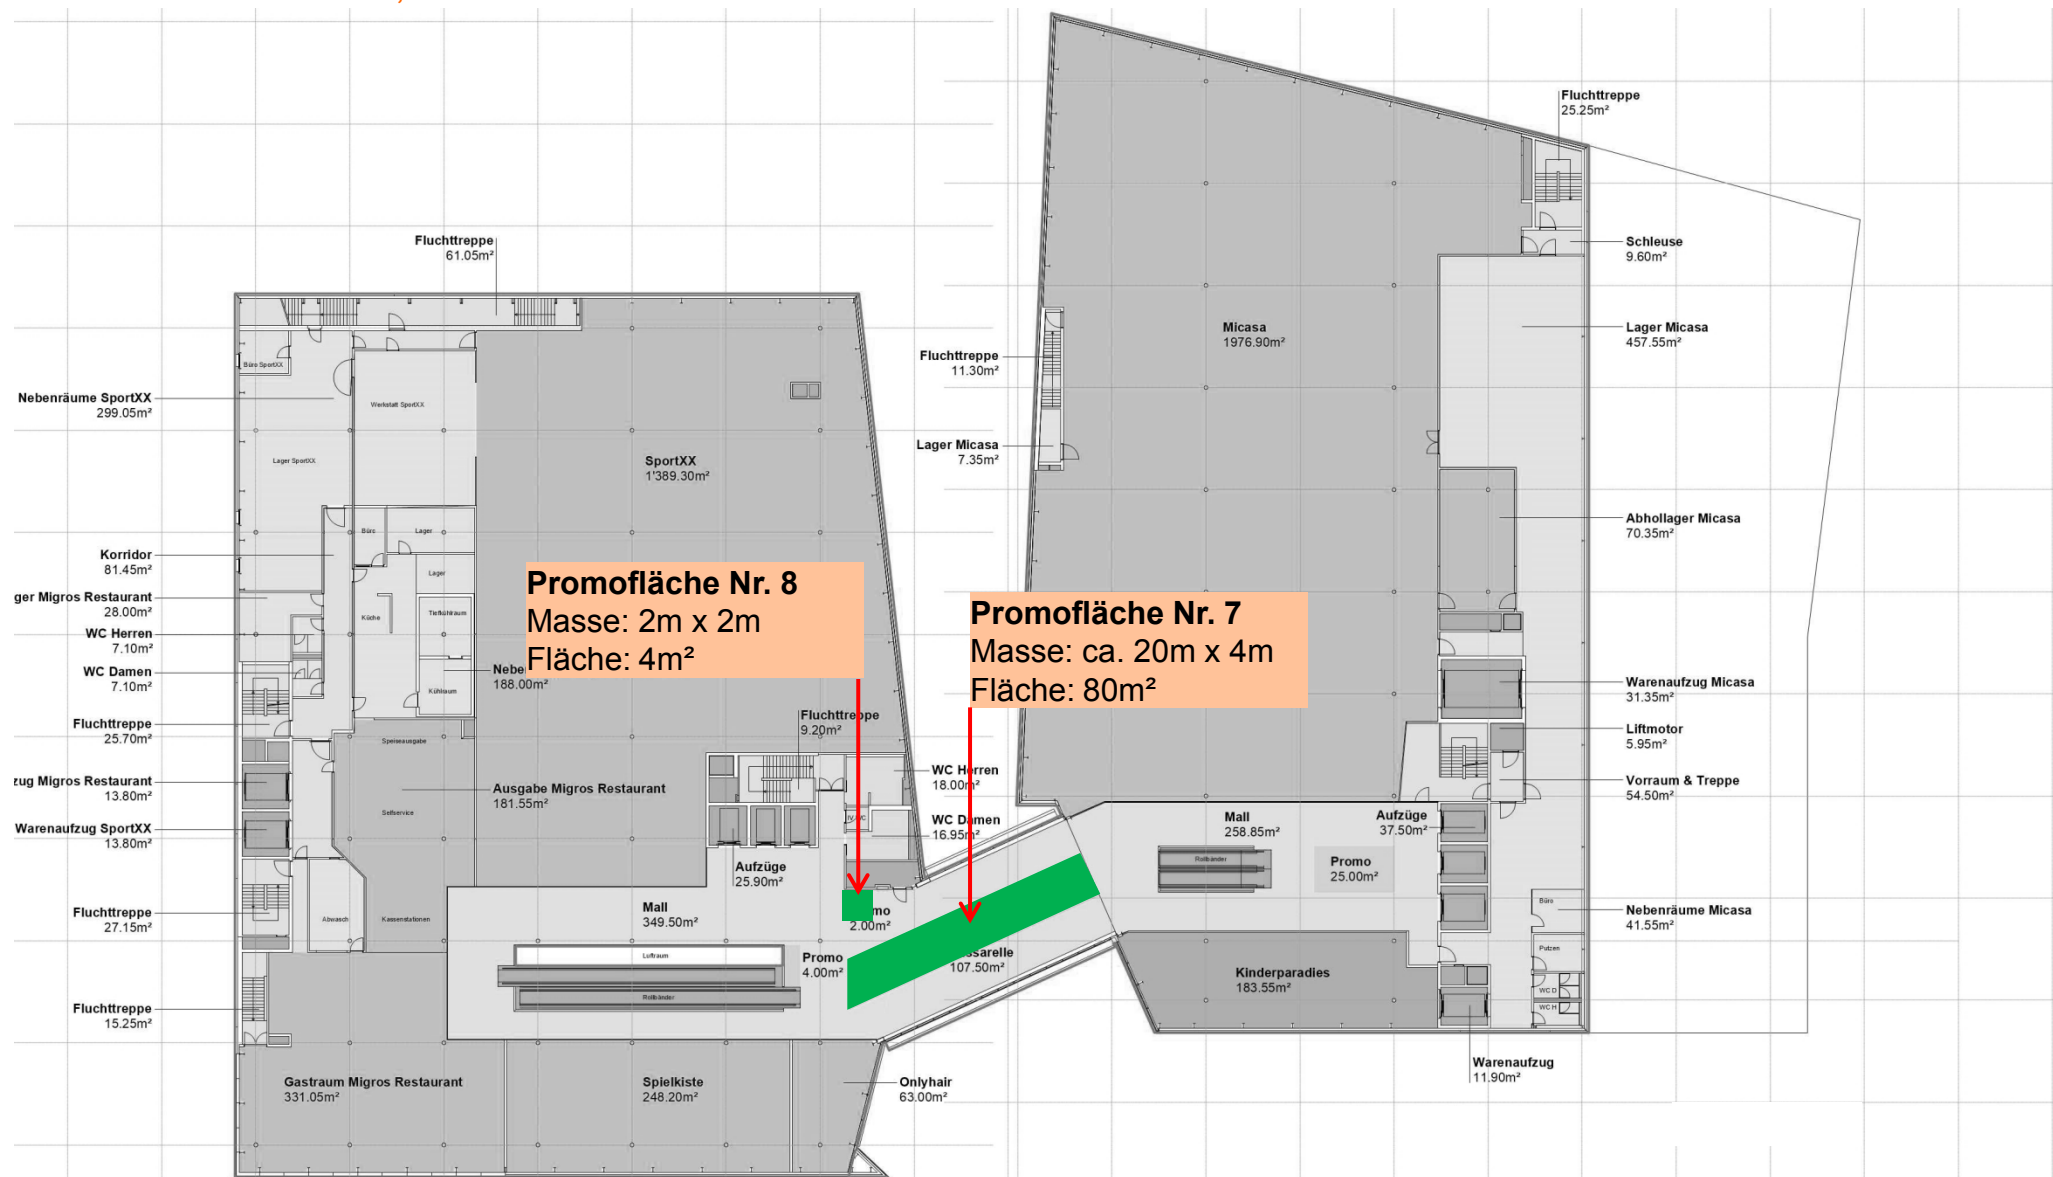 Fluchttreppe
25.25m²
Fluchttreppe
61.05m²
Schleuse
9.60m²
Büro SportXX
Nebenräume SportXX
299.05m²
Werkstatt SportXX
Lager SportXX
SportXX
1'389.30m²
Micasa
1976.90m²
Lager Micasa
457.55m²
Fluchttreppe
11.30m²
Lager Micasa
7.35m²
Abhollager Micasa
70.35m²
Büro
Lager
Korridor
81.45m²
Lager
ger Migros Restaurant
28.00m²
Tiefkühlraum
Küche
WC Herren
7.10m²
WC Damen
7.10m²
Kühlraum
Nebe
188.00m²
Promofläche Nr. 8
Masse: 2m x 2m
Fläche: 4m²
Promofläche Nr. 7
Masse: ca. 20m x 4m
Fläche: 80m²
Warenaufzug Micasa
31.35m²
Fluchttreppe
25.70m²
Speiseausgabe
Fluchttreppe
9.20m²
Liftmotor
5.95m²
zug Migros Restaurant
13.80m²
Ausgabe Migros Restaurant
181.55m²
WC Herren
18.00m²
Vorraum & Treppe
54.50m²
Selfservice
Warenaufzug SportXX
13.80m²
IV WC
WC Damen
16.95m²
Mall
258.85m²
Aufzüge
37.50m²
Aufzüge
25.90m²
Rollbänder
Promo
25.00m²
Fluchttreppe
27.15m²
Abwasch
Kassenstationen
Mall
349.50m²
mo
2.00m²
Büro
Nebenräume Micasa
41.55m²
Luftraum
Promo
4.00m²
ssarelle
107.50m²
Putzen
Kinderparadies
183.55m²
WC D
Rollbänder
WC H
Fluchttreppe
15.25m²
Warenaufzug
11.90m²
Gastraum Migros Restaurant
331.05m²
Spielkiste
248.20m²
Onlyhair
63.00m²